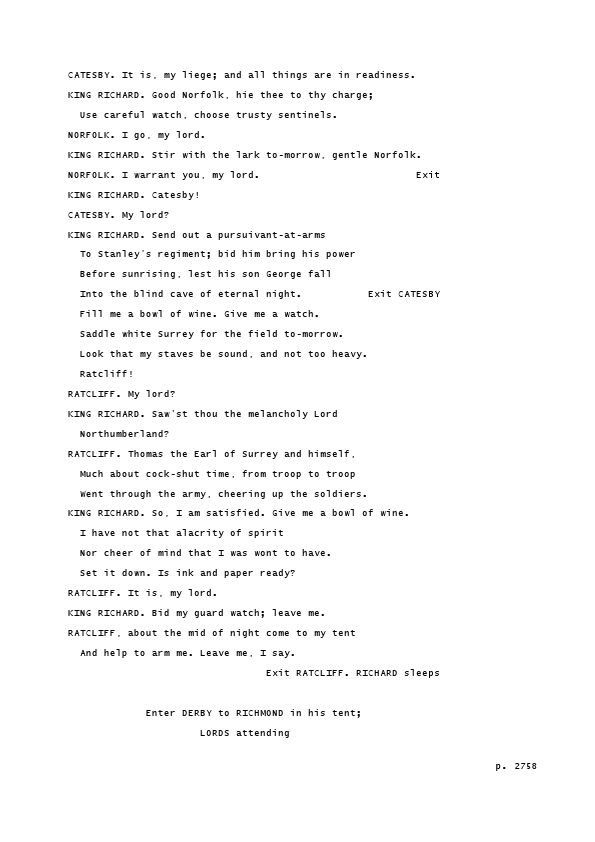 CATESBY. It is, my liege; and all things are in readiness.
KING RICHARD. Good Norfolk, hie thee to thy charge;
Use careful watch, choose trusty sentinels.
NORFOLK. I go, my lord.
KING RICHARD. Stir with the lark to-morrow, gentle Norfolk.
NORFOLK. I warrant you, my lord. Exit
KING RICHARD. Catesby!
CATESBY. My lord?
KING RICHARD. Send out a pursuivant-at-arms
To Stanley's regiment; bid him bring his power
Before sunrising, lest his son George fall
Into the blind cave of eternal night. Exit CATESBY
Fill me a bowl of wine. Give me a watch.
Saddle white Surrey for the field to-morrow.
Look that my staves be sound, and not too heavy.
Ratcliff!
RATCLIFF. My lord?
KING RICHARD. Saw'st thou the melancholy Lord
Northumberland?
RATCLIFF. Thomas the Earl of Surrey and himself,
Much about cock-shut time, from troop to troop
Went through the army, cheering up the soldiers.
KING RICHARD. So, I am satisfied. Give me a bowl of wine.
I have not that alacrity of spirit
Nor cheer of mind that I was wont to have.
Set it down. Is ink and paper ready?
RATCLIFF. It is, my lord.
KING RICHARD. Bid my guard watch; leave me.
RATCLIFF, about the mid of night come to my tent
And help to arm me. Leave me, I say.
Exit RATCLIFF. RICHARD sleeps
Enter DERBY to RICHMOND in his tent;
LORDS attending
p. 2758